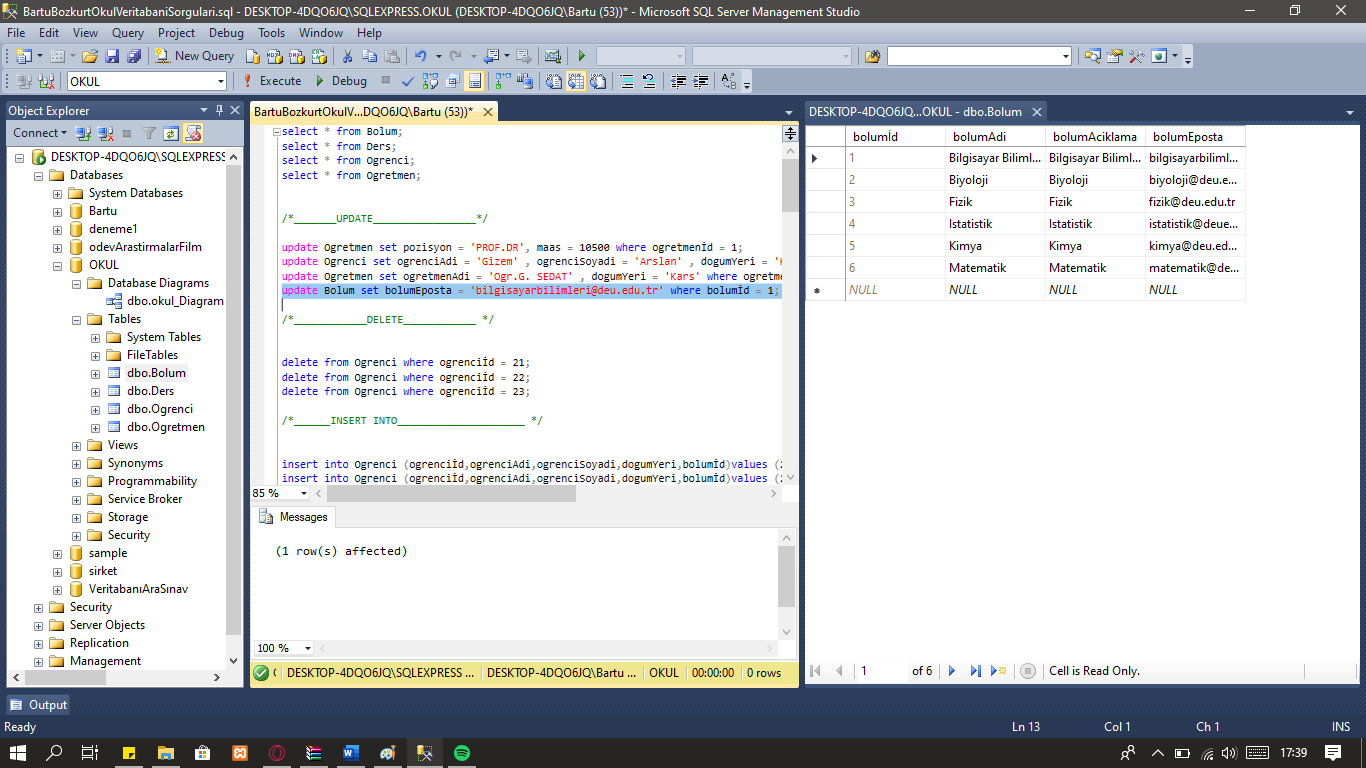 BartuBozkurtOkulVeritabaniSorgulari.sql - DESKTOP-4DQO6JQ\SQLEXPRESS.OKUL (DESKTOP-4DQO6JQ\Bartu (53))* - Microsoft SQL Server Management Studio
File Edit View Query Project Debug Tools Window Help
New Query
OKUL
Execute
Debug
Object Explorer
Connect
DESKTOP-4DQO6JQ\SQLEXPRESS
Databases
System Databases
Bartu
deneme1
odevArastirmalarFilm
OKUL
Database Diagrams
dbo.okul_Diagram
Tables
System Tables
FileTables
dbo.Bolum
dbo.Ders
dbo.Ogrenci
dbo.Ogretmen
Views
Synonyms
Programmability
Service Broker
Storage
Security
sample
sirket
VeritabanıAraSınav
Security
Server Objects
Replication
Management
BartuBozkurtOkulV...DQO6JQ\Bartu (53))*
select * from Bolum;
select * from Ders;
select * from Ogrenci;
select * from Ogretmen;
/*_______UPDATE_________________*/
update Ogretmen set pozisyon = 'PROF.DR', maas = 10500 where ogretmenİd = 1;
update Ogrenci set ogrenciAdi = 'Gizem' , ogrenciSoyadi = 'Arslan' , dogumYeri = '
update Ogretmen set ogretmenAdi = 'Ogr.G. SEDAT' , dogumYeri = 'Kars' where ogretme
update Bolum set bolumEposta = 'bilgisayarbilimleri@deu.edu.tr' where bolumİd = 1;
/*____________DELETE____________ */
delete from Ogrenci where ogrenciİd = 21;
delete from Ogrenci where ogrenciİd = 22;
delete from Ogrenci where ogrenciİd = 23;
/*______INSERT INTO_____________________ */
insert into Ogrenci (ogrenciİd,ogrenciAdi,ogrenciSoyadi,dogumYeri,bolumİd)values (
insert into Ogrenci (ogrenciİd,ogrenciAdi,ogrenciSoyadi,dogumYeri,bolumİd)values (
85 %
Messages
(1 row(s) affected)
100 %
DESKTOP-4DQO6JQ\SQLEXPRESS ... DESKTOP-4DQO6JQ\Bartu ... OKUL 00:00:00 0 rows
DESKTOP-4DQO6JQ...OKUL - dbo.Bolum
bolumİd bolumAdi bolumAciklama bolumEposta
1 Bilgisayar Biliml... Bilgisayar Biliml... bilgisayarbiliml...
2 Biyoloji Biyoloji biyoloji@deu.e...
3 Fizik Fizik fizik@deu.edu.tr
4 Istatistik Istatistik istatistik@deue...
5 Kimya Kimya kimya@deu.ed...
6 Matematik Matematik matematik@de...
NULL NULL NULL NULL
1 of 6 Cell is Read Only.
Output
Ready Ln 13 Col 1 Ch 1 INS
17:39